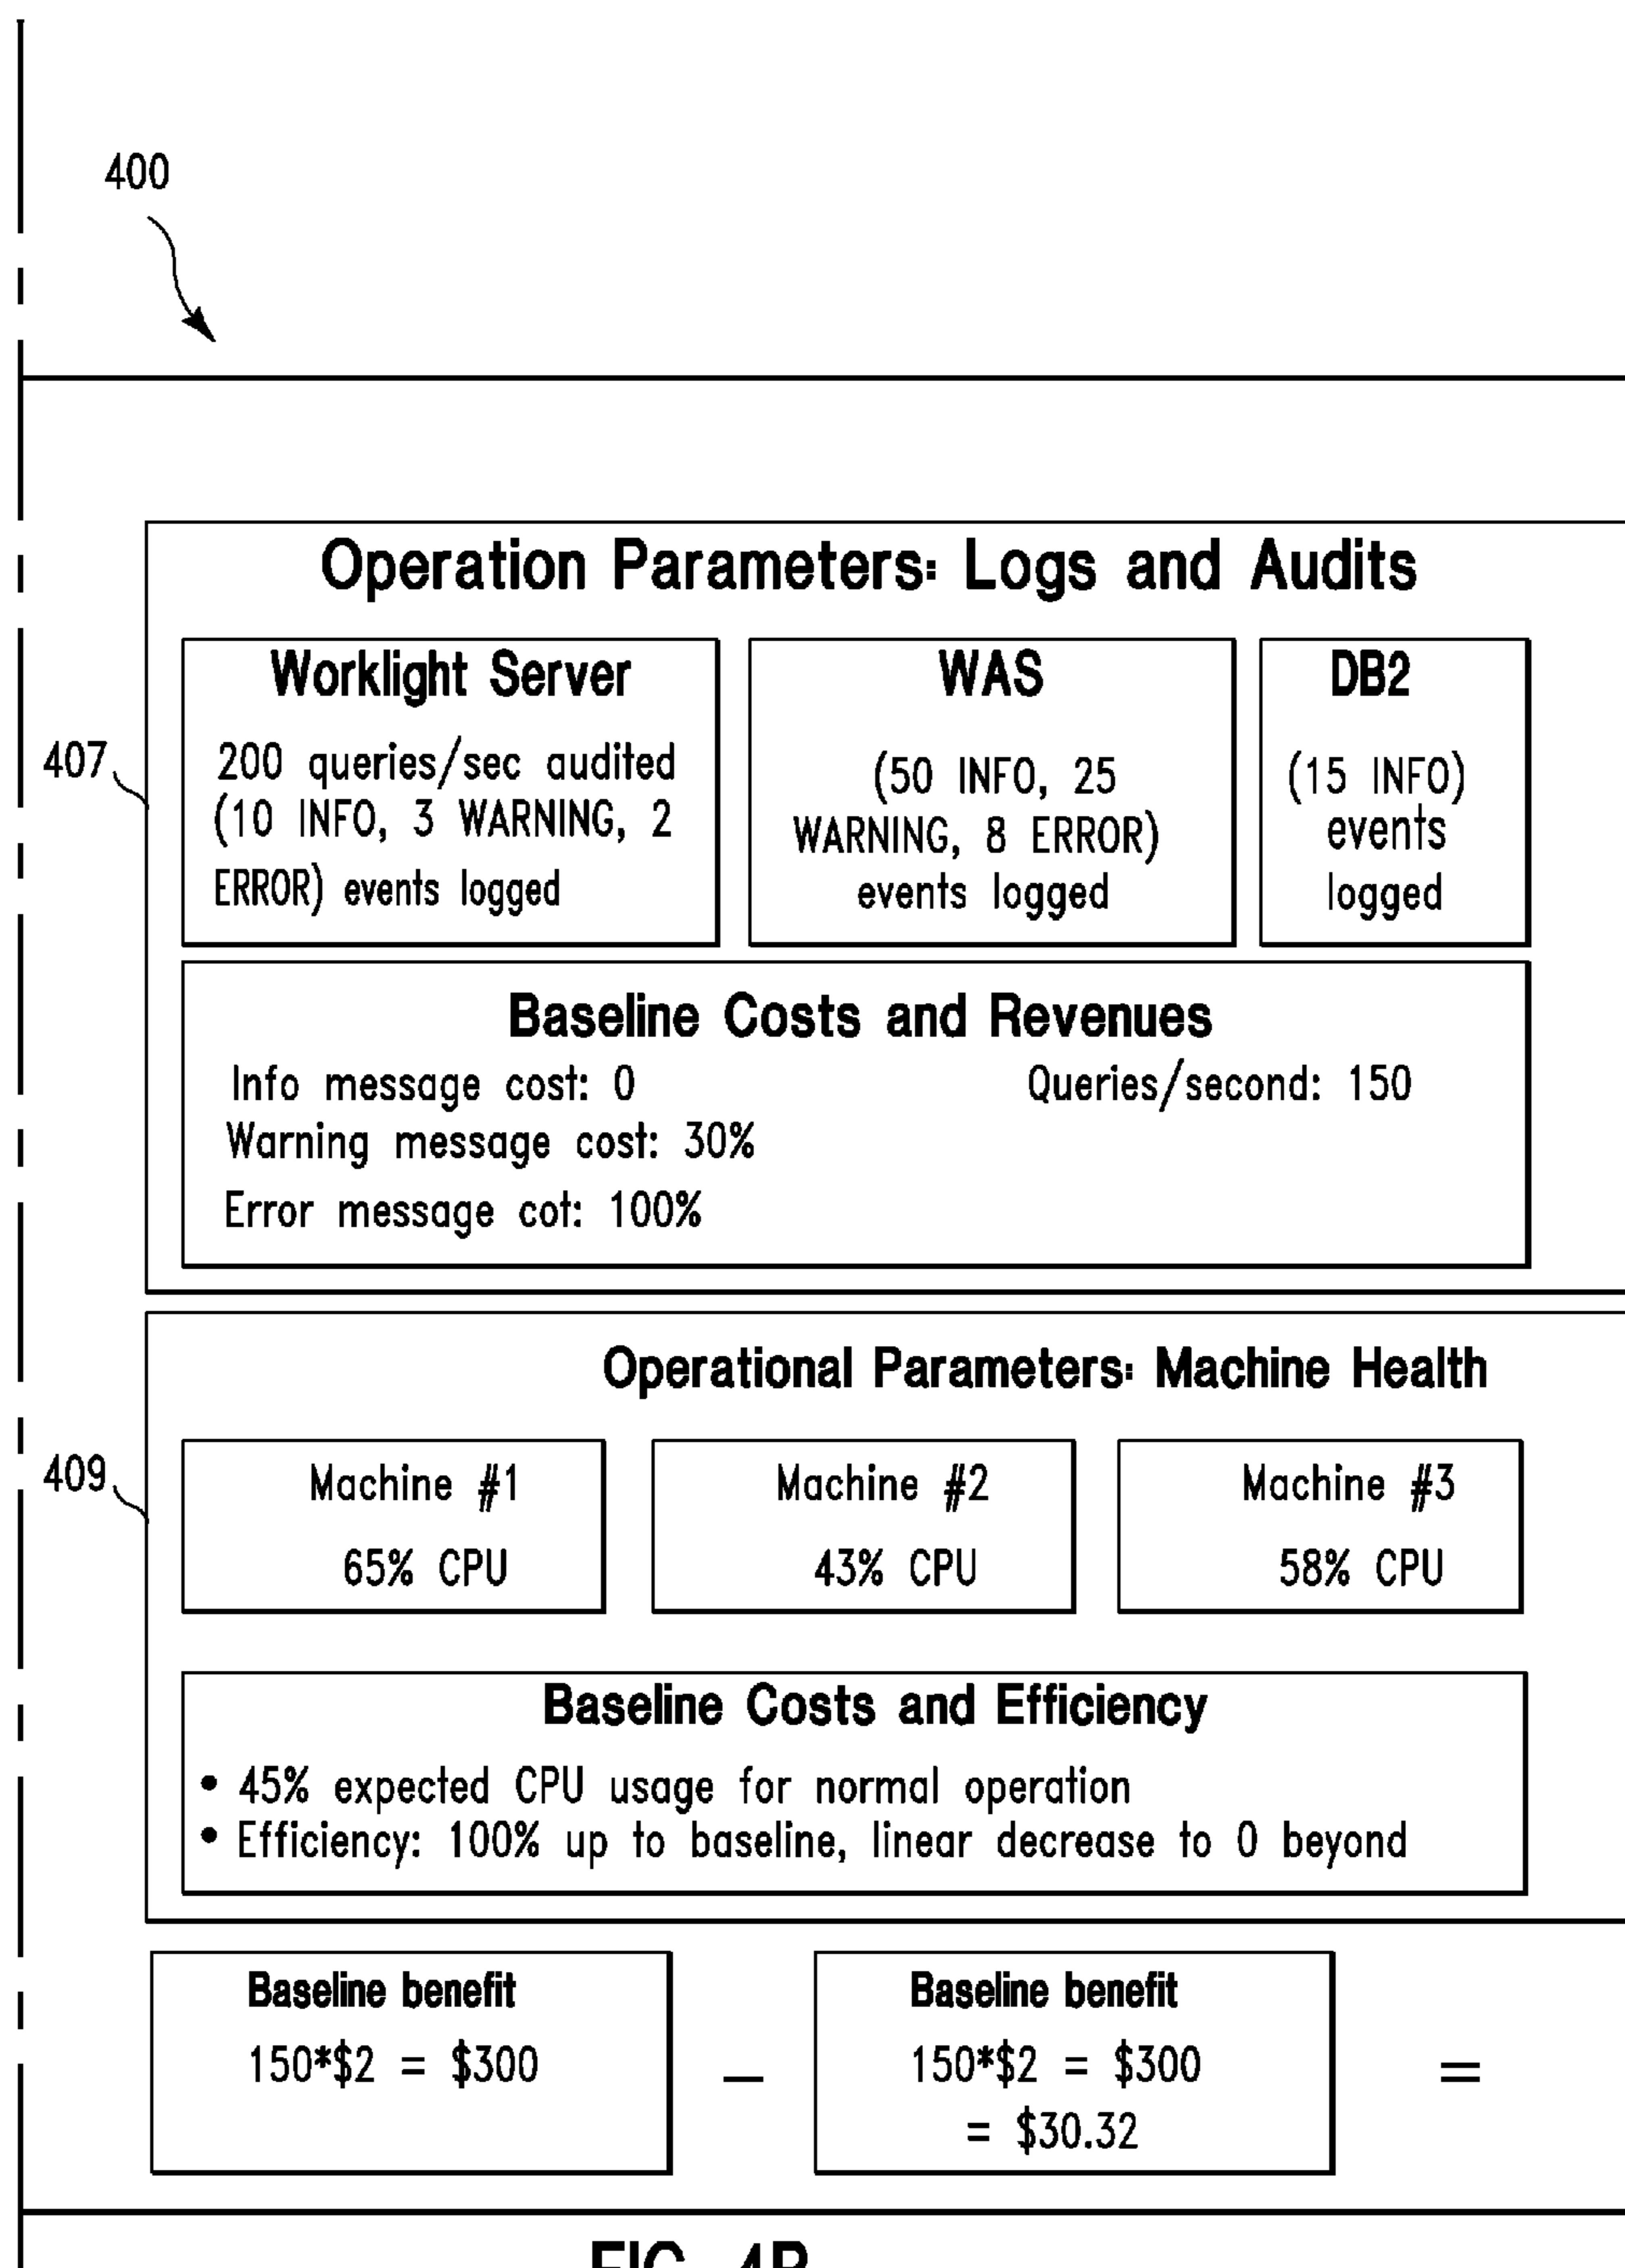 400
Operation Parameters: Logs and Audits
Worklight Server
200 queries/sec audited
(10 INFO, 3 WARNING, 2
ERROR) events logged
WAS
(50 INFO, 25
WARNING, 8 ERROR)
events logged
DB2
(15 INFO)
events
logged
407
Baseline Costs and Revenues
Info message cost: 0
Queries/second: 150
Warning message cost: 30%
Error message cot: 100%
Operational Parameters: Machine Health
409
Machine #1
65% CPU
Machine #2
43% CPU
Machine #3
58% CPU
Baseline Costs and Efficiency
• 45% expected CPU usage for normal operation
• Efficiency: 100% up to baseline, linear decrease to 0 beyond
Baseline benefit
150*$2 = $300
–
Baseline benefit
150*$2 = $300
= $30.32
=
FIG. 4B